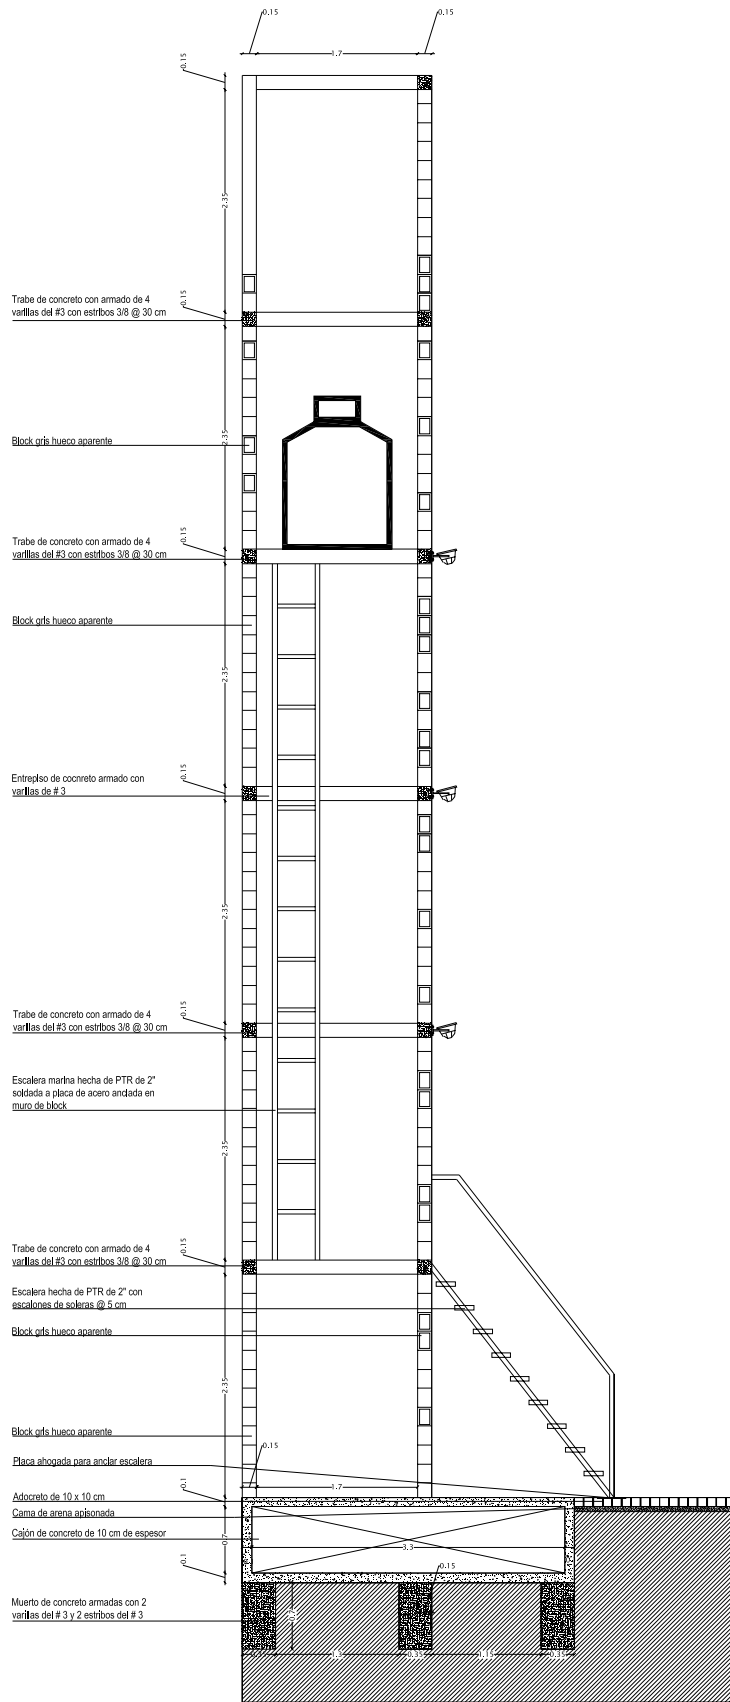 0.15
0.15
1.7
0.15
2.35
Trabe de concreto con armado de 4
varillas del #3 con estribos 3/8 @ 30 cm
0.15
Block gris hueco aparente
2.35
Trabe de concreto con armado de 4
varillas del #3 con estribos 3/8 @ 30 cm
0.15
Block gris hueco aparente
2.35
Entrepiso de cocnreto armado con
varillas de # 3
0.15
2.35
Trabe de concreto con armado de 4
varillas del #3 con estribos 3/8 @ 30 cm
0.15
Escalera marina hecha de PTR de 2"
soldada a placa de acero anclada en
muro de block
2.35
Trabe de concreto con armado de 4
varillas del #3 con estribos 3/8 @ 30 cm
0.15
Escalera hecha de PTR de 2" con
escalones de soleras @ 5 cm
Block gris hueco aparente
2.35
Block gris hueco aparente
0.15
Placa ahogada para anclar escalera
0.1
1.7
Adocreto de 10 x 10 cm
Cama de arena apisonada
Cajón de concreto de 10 cm de espesor
0.7
3.3
0.1
0.15
Muerto de concreto armadas con 2
varillas del # 3 y 2 estribos del # 3
0.35
0.35
1.15
0.35